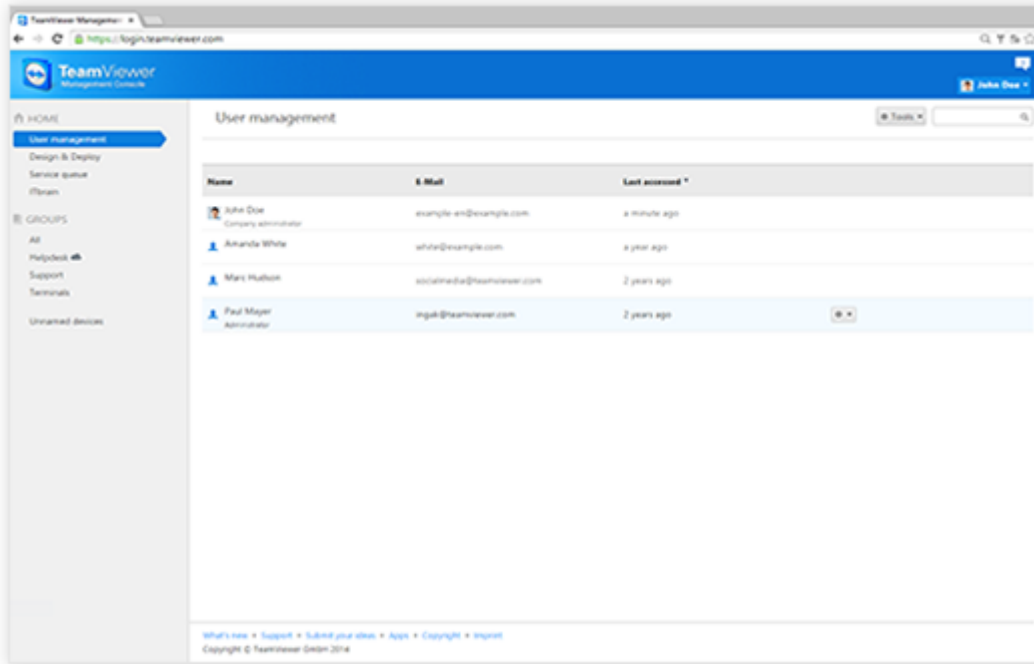 TeamViewer Management
https://login.teamviewer.com
TeamViewer
Management Console
John Doe
HOME
User management
Design & Deploy
Service queue
ITbrain
GROUPS
All
Helpdesk
Support
Terminals
Unnamed devices
User management
Tools
Name E-Mail Last accessed
John Doe example-en@example.com a minute ago
Company administrator
Amanda White white@example.com a year ago
Marc Hudson socialmedia@teamviewer.com 2 years ago
Paul Mayer ingak@teamviewer.com 2 years ago
Administrator
What's new • Support • Submit your ideas • Apps • Copyright • Imprint
Copyright © TeamViewer GmbH 2014